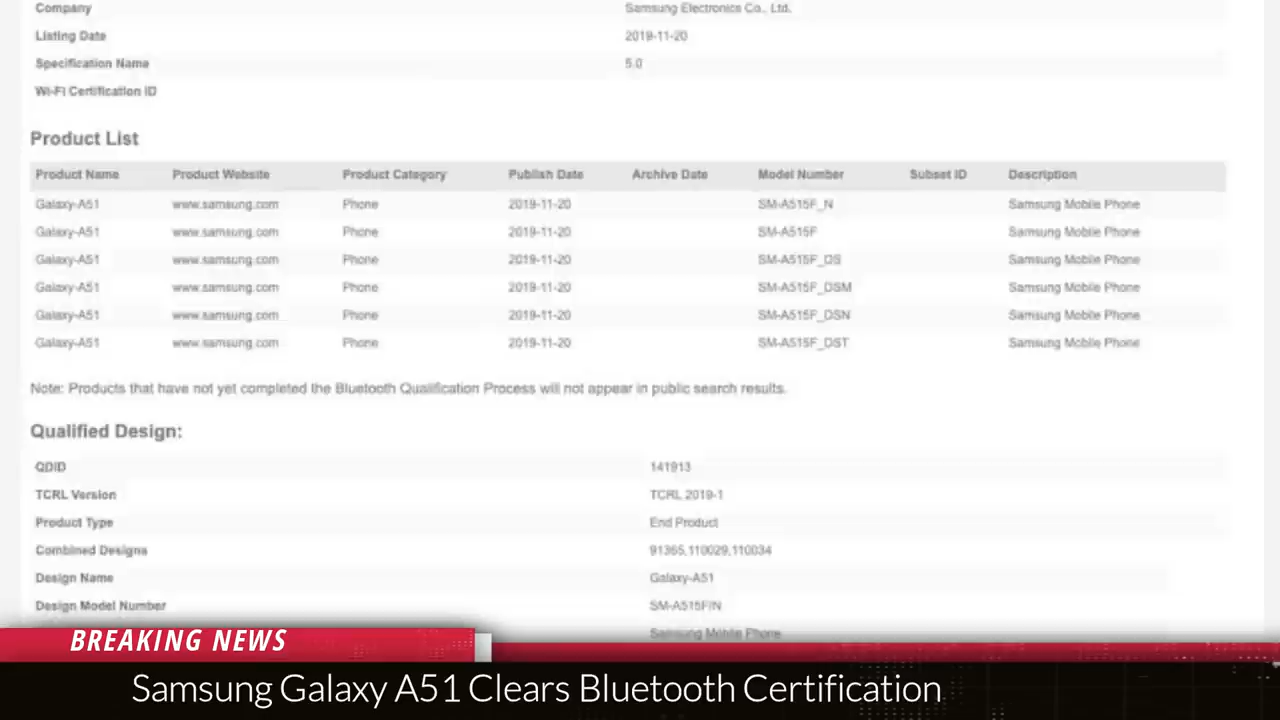 Company Samsung Electronics Co., Ltd.
Listing Date 2019-11-20
Specification Name 5.0
Wi-Fi Certification ID
Product List
Product Name Product Website Product Category Publish Date Archive Date Model Number Subset ID Description
Galaxy-A51 www.samsung.com Phone 2019-11-20 SM-A515F_N Samsung Mobile Phone
Galaxy-A51 www.samsung.com Phone 2019-11-20 SM-A515F Samsung Mobile Phone
Galaxy-A51 www.samsung.com Phone 2019-11-20 SM-A515F_DS Samsung Mobile Phone
Galaxy-A51 www.samsung.com Phone 2019-11-20 SM-A515F_DSM Samsung Mobile Phone
Galaxy-A51 www.samsung.com Phone 2019-11-20 SM-A515F_DSN Samsung Mobile Phone
Galaxy-A51 www.samsung.com Phone 2019-11-20 SM-A515F_DST Samsung Mobile Phone
Note: Products that have not yet completed the Bluetooth Qualification Process will not appear in public search results.
Qualified Design:
QDID 141913
TCRL Version TCRL 2019-1
Product Type End Product
Combined Designs 91365,110029,110034
Design Name Galaxy-A51
Design Model Number SM-A515F/N
Samsung Mobile Phone
BREAKING NEWS
Samsung Galaxy A51 Clears Bluetooth Certification